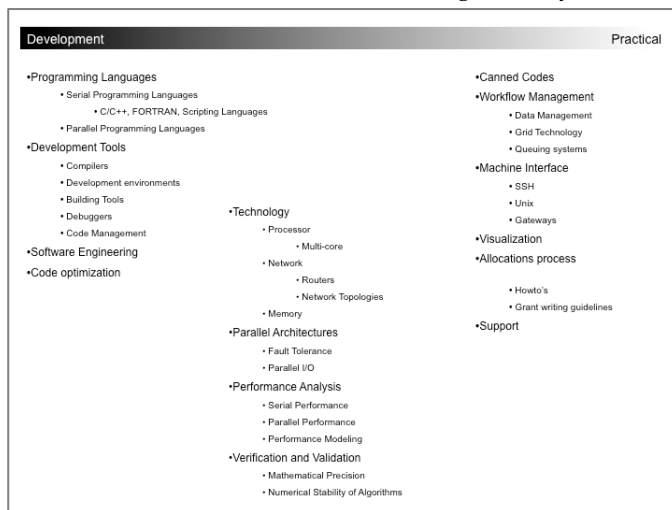 Development Practical
•Programming Languages
• Serial Programming Languages
• C/C++, FORTRAN, Scripting Languages
• Parallel Programming Languages
•Development Tools
• Compilers
• Development environments
• Building Tools
• Debuggers
• Code Management
•Software Engineering
•Code optimization
•Technology
• Processor
• Multi-core
• Network
• Routers
• Network Topologies
• Memory
•Parallel Architectures
• Fault Tolerance
• Parallel I/O
•Performance Analysis
• Serial Performance
• Parallel Performance
• Performance Modeling
•Verification and Validation
• Mathematical Precision
• Numerical Stability of Algorithms
•Canned Codes
•Workflow Management
• Data Management
• Grid Technology
• Queuing systems
•Machine Interface
• SSH
• Unix
• Gateways
•Visualization
•Allocations process
• Howto's
• Grant writing guidelines
•Support